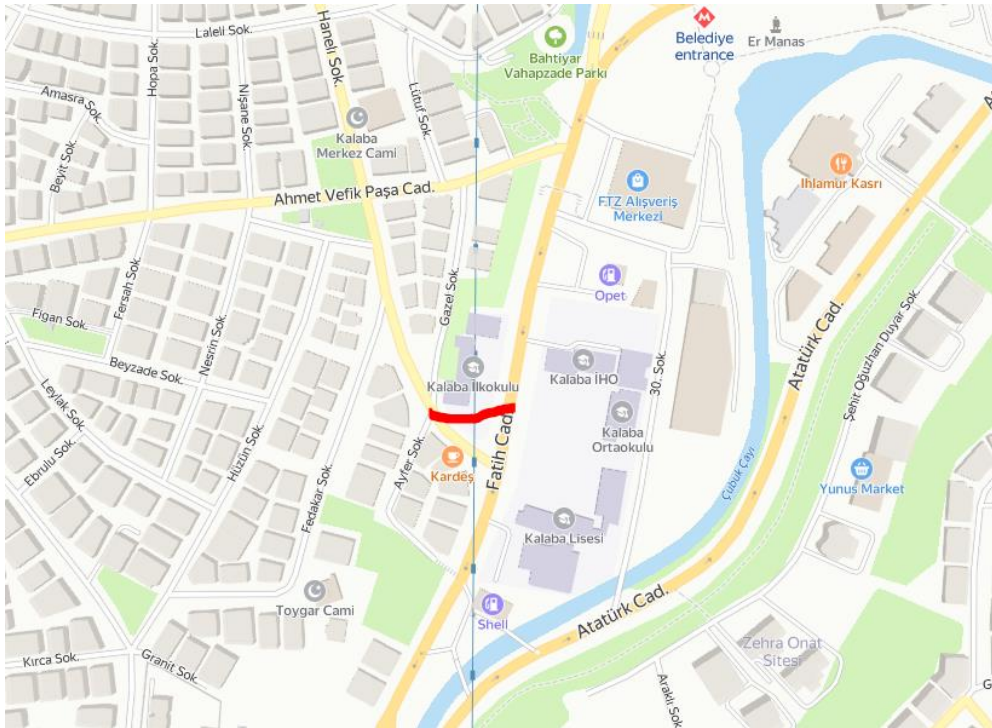 Laleli Sok.
Haneli Sok.
Hopa Sok.
Amasra Sok.
Nişane Sok.
Beyit Sok.
Lütuf Sok.
Kalaba
Merkez Cami
Bahtiyar
Vahapzade Parkı
Belediye
entrance
Er Manas
Ihlamur Kasrı
FTZ Alışveriş
Merkezi
Ahmet Vefik Paşa Cad.
Opet
Gazel Sok.
Fersah Sok.
Figan Sok.
Nesrin Sok.
Beyzade Sok.
Leylak Sok.
Ebrulu Sok.
Hüzün Sok.
Fedakar Sok.
Ayfer Sok.
Kalaba İlkokulu
Kardeş
Fatih Cad.
Kalaba İHO
Kalaba
Ortaokulu
30. Sok.
Kalaba Lisesi
Çubuk Çayı
Atatürk Cad.
Şehit Oğuzhan Duyar Sok.
Yunus Market
Toygar Cami
Shell
Atatürk Cad.
Kırca Sok.
Granit Sok.
Zehra Onat
Sitesi
Araklı Sok.